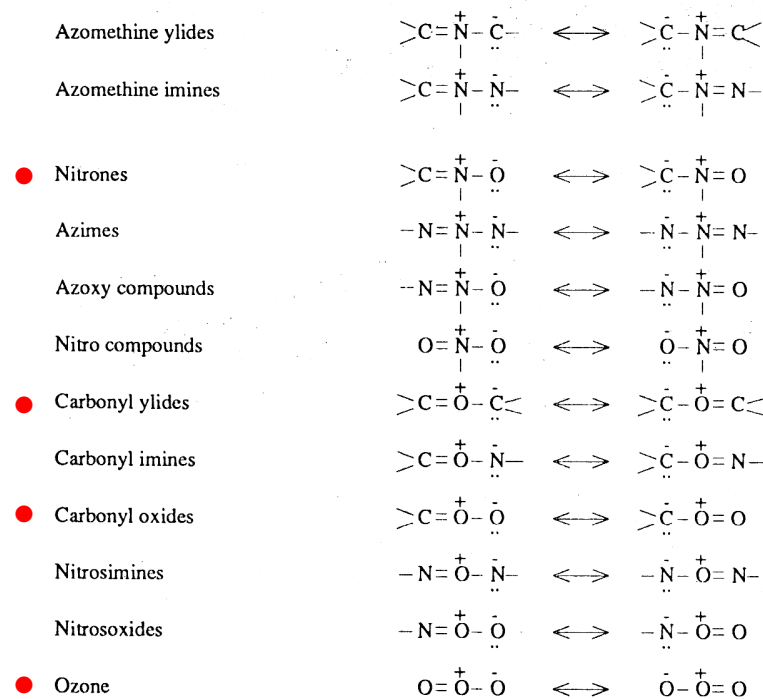 Azomethine ylides >C=N⁺-C̈⁻- ⟷ >C̈⁻-N⁺=C<
Azomethine imines >C=N⁺-N̈⁻- ⟷ >C̈⁻-N⁺=N-
Nitrones >C=N⁺-Ö⁻ ⟷ >C̈⁻-N⁺=O
Azimes -N=N⁺-N̈⁻- ⟷ -N̈⁻-N⁺=N-
Azoxy compounds --N=N⁺-Ö⁻ ⟷ -N̈⁻-N⁺=O
Nitro compounds O=N⁺-Ö⁻ ⟷ Ö⁻-N⁺=O
Carbonyl ylides >C=O⁺-C̈⁻< ⟷ >C̈⁻-O⁺=C<
Carbonyl imines >C=O⁺-N̈⁻- ⟷ >C̈⁻-O⁺=N-
Carbonyl oxides >C=O⁺-Ö⁻ ⟷ >C̈⁻-O⁺=O
Nitrosimines -N=O⁺-N̈⁻- ⟷ -N̈⁻-O⁺=N-
Nitrosoxides -N=O⁺-Ö⁻ ⟷ -N̈⁻-O⁺=O
Ozone O=O⁺-Ö⁻ ⟷ Ö⁻-O⁺=O